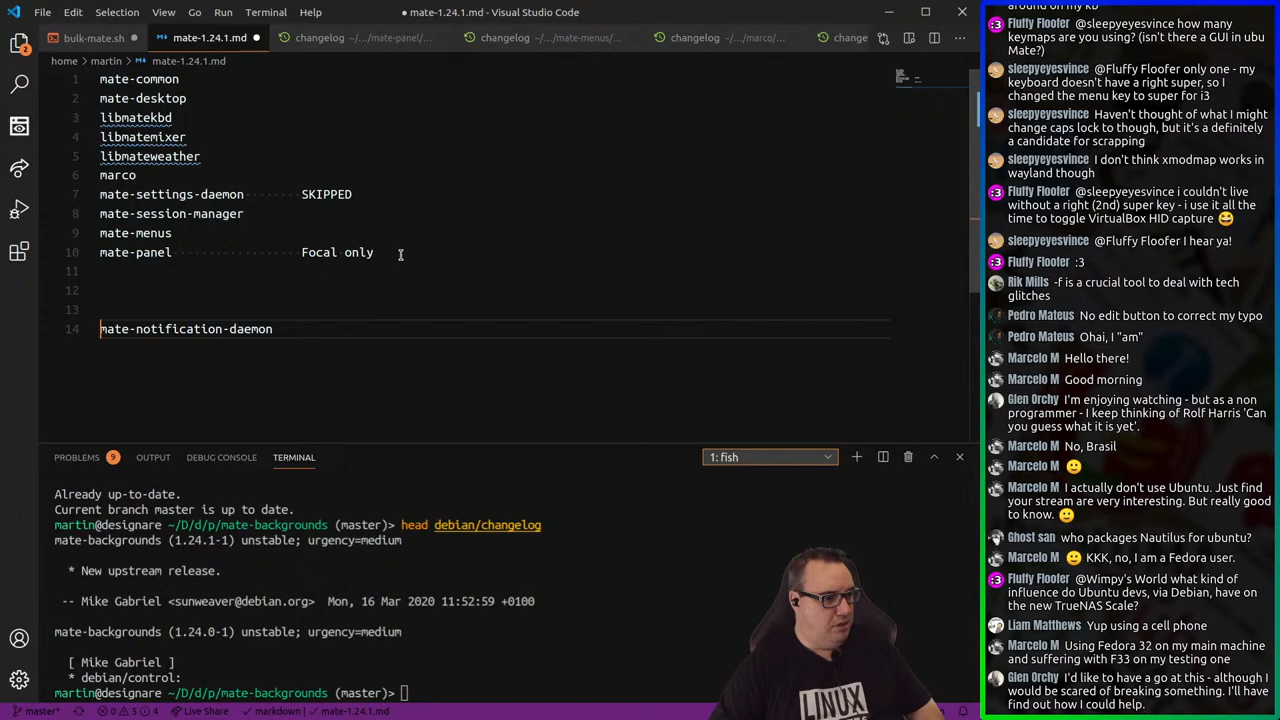 File Edit Selection View Go Run Terminal Help
● mate-1.24.1.md - Visual Studio Code
bulk-mate.sh ● mate-1.24.1.md ● changelog ~/.../mate-panel/... changelog ~/.../mate-menus/... changelog ~/.../marco/... change
home > martin > mate-1.24.1.md
1 mate-common
2 mate-desktop
3 libmatekbd
4 libmatemixer
5 libmateweather
6 marco
7 mate-settings-daemon SKIPPED
8 mate-session-manager
9 mate-menus
10 mate-panel Focal only
11
12
13
14 mate-notification-daemon
2
PROBLEMS 9 OUTPUT DEBUG CONSOLE TERMINAL 1: fish
Already up-to-date.
Current branch master is up to date.
martin@designare ~/D/d/p/mate-backgrounds (master)> head debian/changelog
mate-backgrounds (1.24.1-1) unstable; urgency=medium
* New upstream release.
-- Mike Gabriel <sunweaver@debian.org> Mon, 16 Mar 2020 11:52:59 +0100
mate-backgrounds (1.24.0-1) unstable; urgency=medium
[ Mike Gabriel ]
* debian/control:
martin@designare ~/D/d/p/mate-backgrounds (master)>
master* 0 5 4 Live Share markdown mate-1.24.1.md
LINUX
around on my kb
Fluffy Floofer @sleepyeyesvince how many
keymaps are you using? (isn't there a GUI in ubu
Mate?)
sleepyeyesvince @Fluffy Floofer only one - my
keyboard doesn't have a right super, so I
changed the menu key to super for i3
sleepyeyesvince Haven't thought of what I might
change caps lock to though, but it's a definitely
a candidate for scrapping
sleepyeyesvince I don't think xmodmap works in
wayland though
Fluffy Floofer @sleepyeyesvince i couldn't live
without a right (2nd) super key - i use it all the
time to toggle VirtualBox HID capture 😆
sleepyeyesvince @Fluffy Floofer I hear ya!
Fluffy Floofer :3
Rik Mills -f is a crucial tool to deal with tech
glitches
Pedro Mateus No edit button to correct my typo
Pedro Mateus Ohai, I "am"
Marcelo M Hello there!
Marcelo M Good morning
Glen Orchy I'm enjoying watching - but as a non
programmer - I keep thinking of Rolf Harris 'Can
you guess what it is yet'.
Marcelo M No, Brasil
Marcelo M 🙂
Marcelo M I actually don't use Ubuntu. Just find
your stream are very interesting. But really good
to know. 🙂
Ghost san who packages Nautilus for ubuntu?
Marcelo M 🙂 KKK, no, I am a Fedora user.
Fluffy Floofer @Wimpy's World what kind of
influence do Ubuntu devs, via Debian, have on
the new TrueNAS Scale?
Liam Matthews Yup using a cell phone
Marcelo M Using Fedora 32 on my main machine
and suffering with F33 on my testing one
Glen Orchy I'd like to have a go at this - although I
would be scared of breaking something. I'll have
find out how I could help.